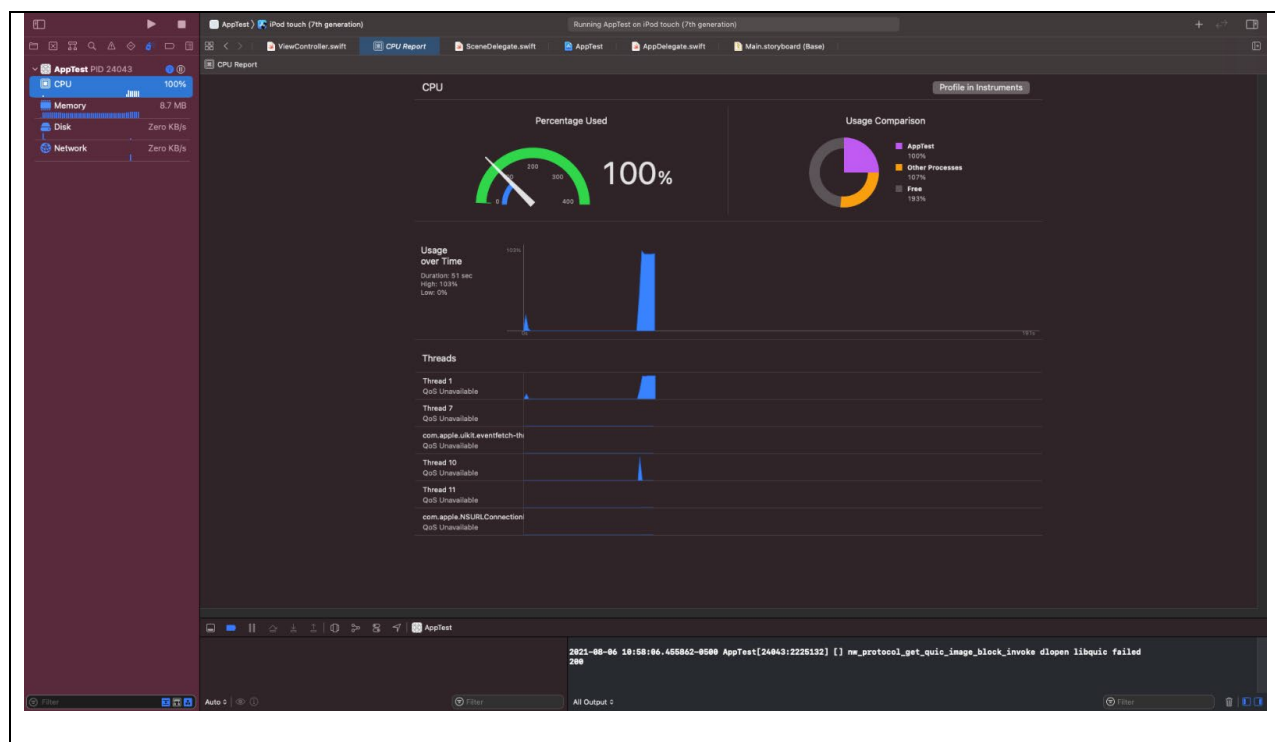 AppTest ⟩ iPod touch (7th generation)
Running AppTest on iPod touch (7th generation)
ViewController.swift
CPU Report
SceneDelegate.swift
AppTest
AppDelegate.swift
Main.storyboard (Base)
CPU Report
AppTest PID 24043
CPU 100%
Memory 8.7 MB
Disk Zero KB/s
Network Zero KB/s
CPU
Profile in Instruments
Percentage Used
0
200
300
400
100%
Usage Comparison
AppTest
100%
Other Processes
107%
Free
193%
Usage
over Time
Duration: 51 sec
High: 103%
Low: 0%
103%
0s
Threads
Thread 1
QoS Unavailable
Thread 7
QoS Unavailable
com.apple.uikit.eventfetch-th
QoS Unavailable
Thread 10
QoS Unavailable
Thread 11
QoS Unavailable
com.apple.NSURLConnection
QoS Unavailable
AppTest
2021-08-06 10:58:06.455862-0500 AppTest[24043:2225132] [] nw_protocol_get_quic_image_block_invoke dlopen libquic failed
200
Filter
Auto
Filter
All Output
Filter